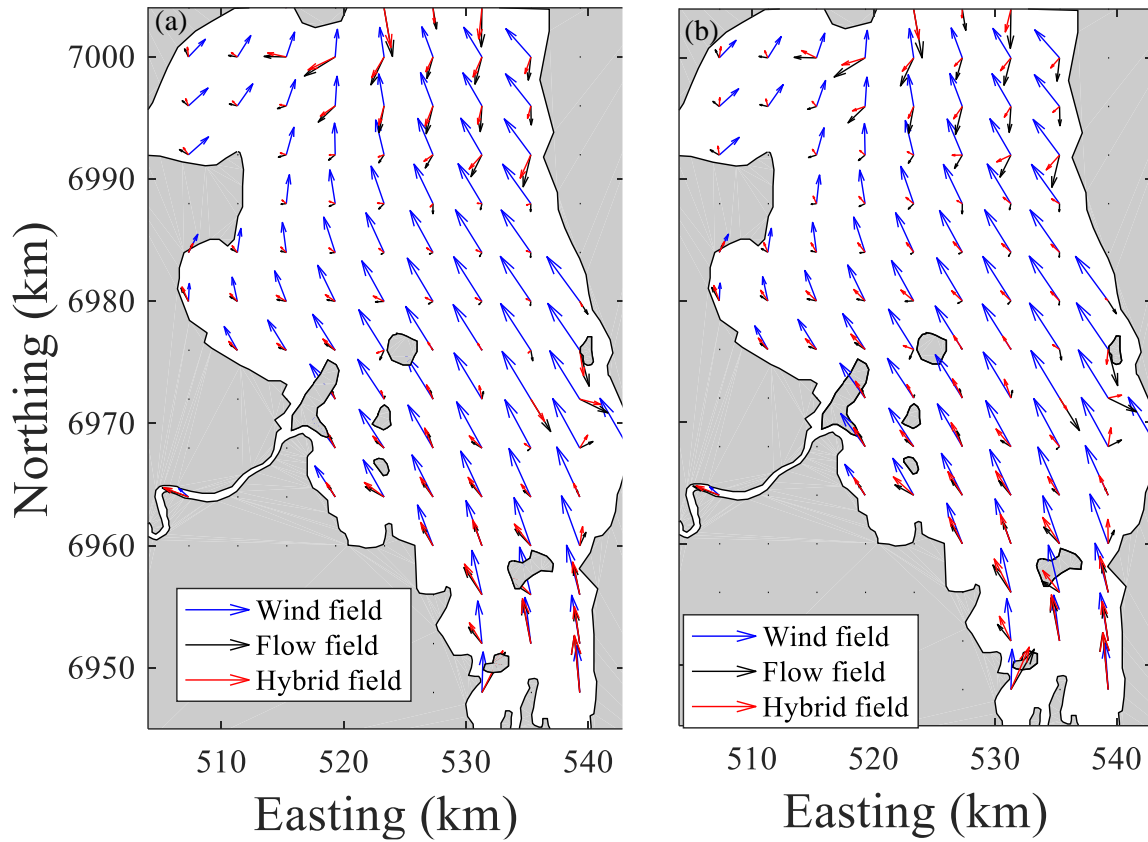 (a)
(b)
7000
6990
6980
6970
6960
6950
Northing (km)
Wind field
Flow field
Hybrid field
Wind field
Flow field
Hybrid field
510
520
530
540
510
520
530
540
Easting (km)
Easting (km)